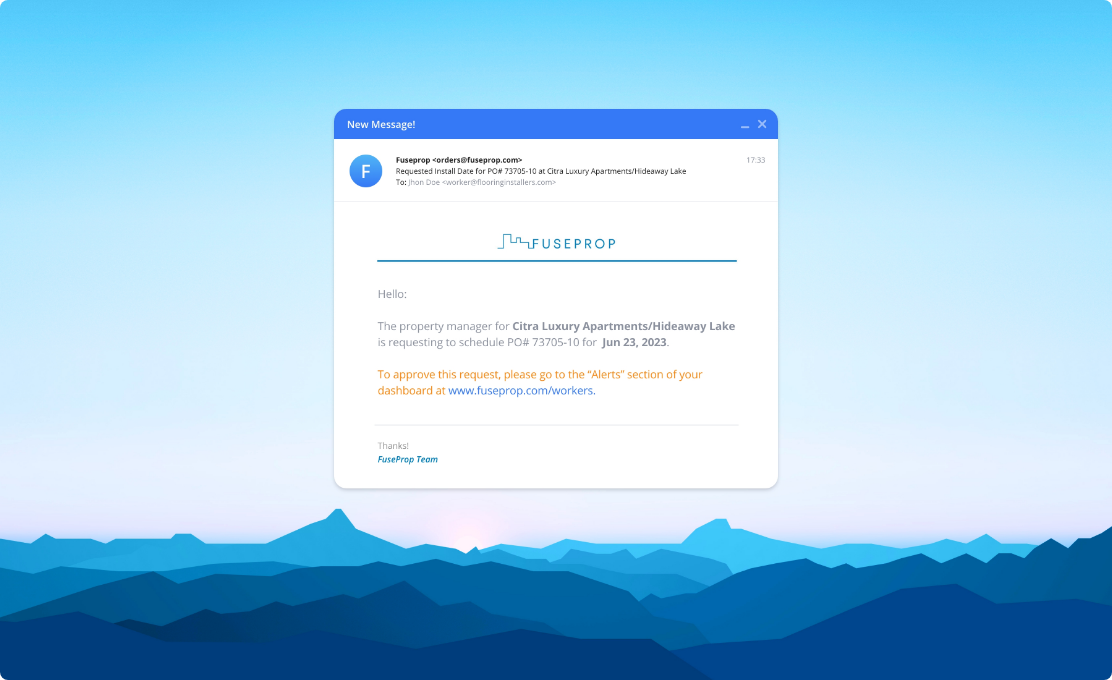 New Message!
F
Fuseprop <orders@fuseprop.com>
17:33
Requested Install Date for PO# 73705-10 at Citra Luxury Apartments/Hideaway Lake
To: Jhon Doe <worker@flooringinstallers.com>
FUSEPROP
Hello:
The property manager for Citra Luxury Apartments/Hideaway Lake
is requesting to schedule PO# 73705-10 for Jun 23, 2023.
To approve this request, please go to the “Alerts” section of your
dashboard at www.fuseprop.com/workers.
Thanks!
FuseProp Team